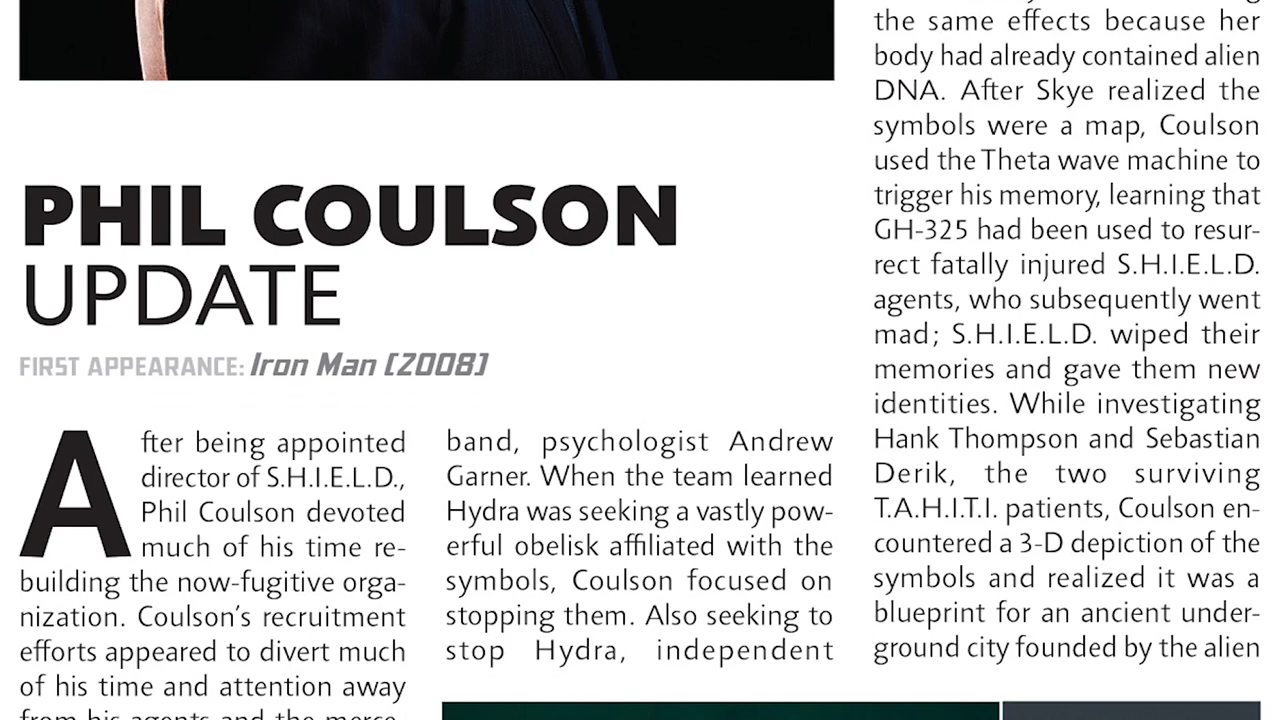 PHIL COULSON
UPDATE
FIRST APPEARANCE: Iron Man (2008)
After being appointed
director of S.H.I.E.L.D.,
Phil Coulson devoted
much of his time re-
building the now-fugitive orga-
nization. Coulson's recruitment
efforts appeared to divert much
of his time and attention away
from his agents and the merce-
band, psychologist Andrew
Garner. When the team learned
Hydra was seeking a vastly pow-
erful obelisk affiliated with the
symbols, Coulson focused on
stopping them. Also seeking to
stop Hydra, independent
the same effects because her
body had already contained alien
DNA. After Skye realized the
symbols were a map, Coulson
used the Theta wave machine to
trigger his memory, learning that
GH-325 had been used to resur-
rect fatally injured S.H.I.E.L.D.
agents, who subsequently went
mad; S.H.I.E.L.D. wiped their
memories and gave them new
identities. While investigating
Hank Thompson and Sebastian
Derik, the two surviving
T.A.H.I.T.I. patients, Coulson en-
countered a 3-D depiction of the
symbols and realized it was a
blueprint for an ancient under-
ground city founded by the alien